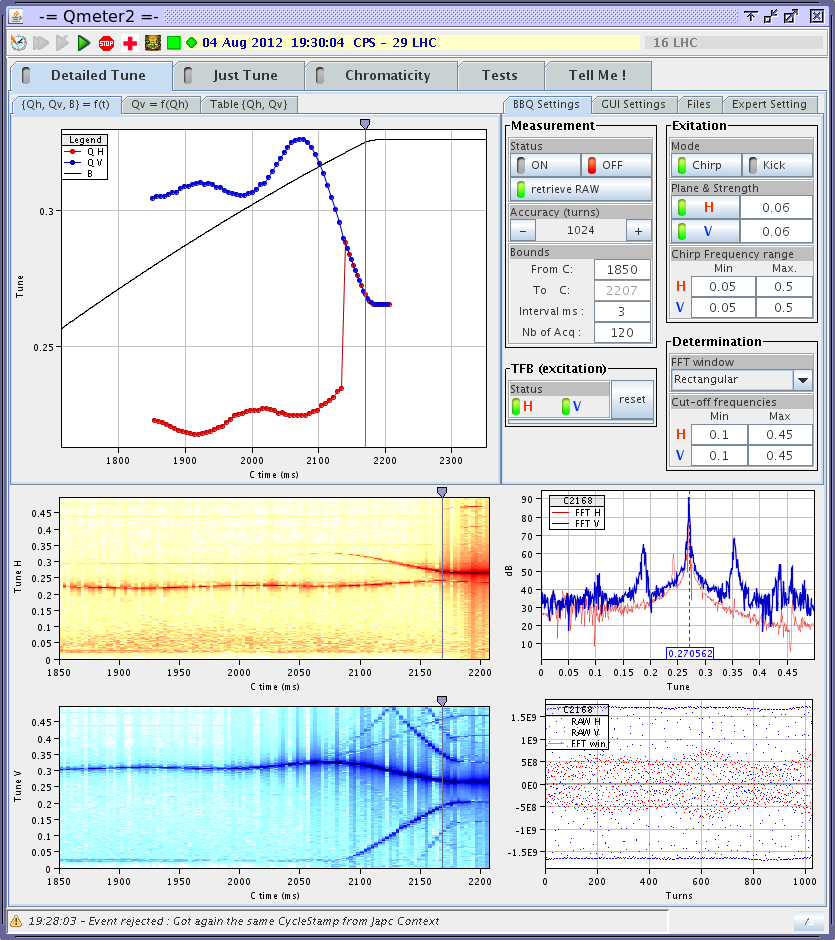 -= Qmeter2 =-
STOP
04 Aug 2012 19:30:04 CPS - 29 LHC
16 LHC
Detailed Tune
Just Tune
Chromaticity
Tests
Tell Me !
{Qh, Qv, B} = f(t)
Qv = f(Qh)
Table {Qh, Qv}
BBQ Settings
GUI Settings
Files
Expert Setting
Legend
Q H
Q V
B
0.3
0.25
Tune
1800 1900 2000 2100 2200 2300
C time (ms)
Measurement
Status
ON
OFF
retrieve RAW
Accuracy (turns)
- 1024 +
Bounds
From C: 1850
To C: 2207
Interval ms : 3
Nb of Acq : 120
TFB (excitation)
Status
H V
reset
Exitation
Mode
Chirp
Kick
Plane & Strength
H 0.06
V 0.06
Chirp Frequency range
Min Max.
H 0.05 0.5
V 0.05 0.5
Determination
FFT window
Rectangular
Cut-off frequencies
Min Max
H 0.1 0.45
V 0.1 0.45
0.45
0.4
0.35
0.3
0.25
0.2
0.15
0.1
0.05
0
Tune H
1850 1900 1950 2000 2050 2100 2150 2200
C time (ms)
C2168
FFT H
FFT V
90
80
70
60
50
40
30
20
10
dB
0.270562
0 0.05 0.1 0.15 0.2 0.25 0.3 0.35 0.4 0.45
Tune
0.45
0.4
0.35
0.3
0.25
0.2
0.15
0.1
0.05
0
Tune V
1850 1900 1950 2000 2050 2100 2150 2200
C time (ms)
C2168
RAW H
RAW V
FFT win
1.5E9
5E8
0E0
-5E8
-1E9
-1.5E9
0 200 400 600 800 1000
Turns
19:28:03 - Event rejected : Got again the same CycleStamp from Japc Context